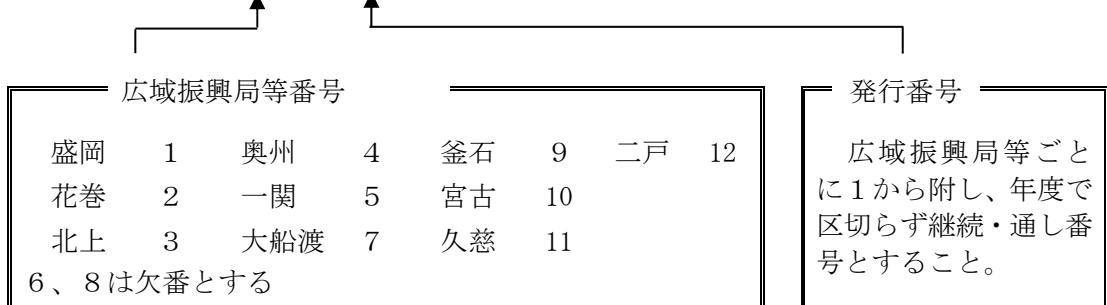 広域振興局等番号
盛岡　１　奥州　４　釜石　９　二戸　12
花巻　２　一関　５　宮古　10
北上　３　大船渡　７　久慈　11
６、８は欠番とする
発行番号
広域振興局等ごと
に１から附し、年度で
区切らず継続・通し番
号とすること。